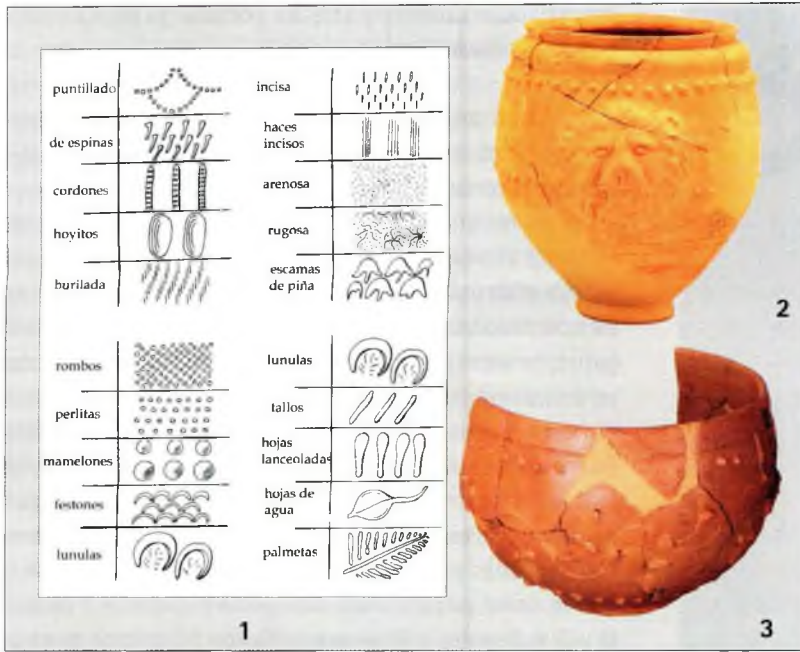 puntillado
de espinas
cordones
hoyitos
burilada
incisa
haces
incisos
arenosa
rugosa
escamas
de piña
rombos
perlitas
mamelones
festones
lunulas
lunulas
tallos
hojas
lanceoladas
hojas de
agua
palmetas
1
2
3